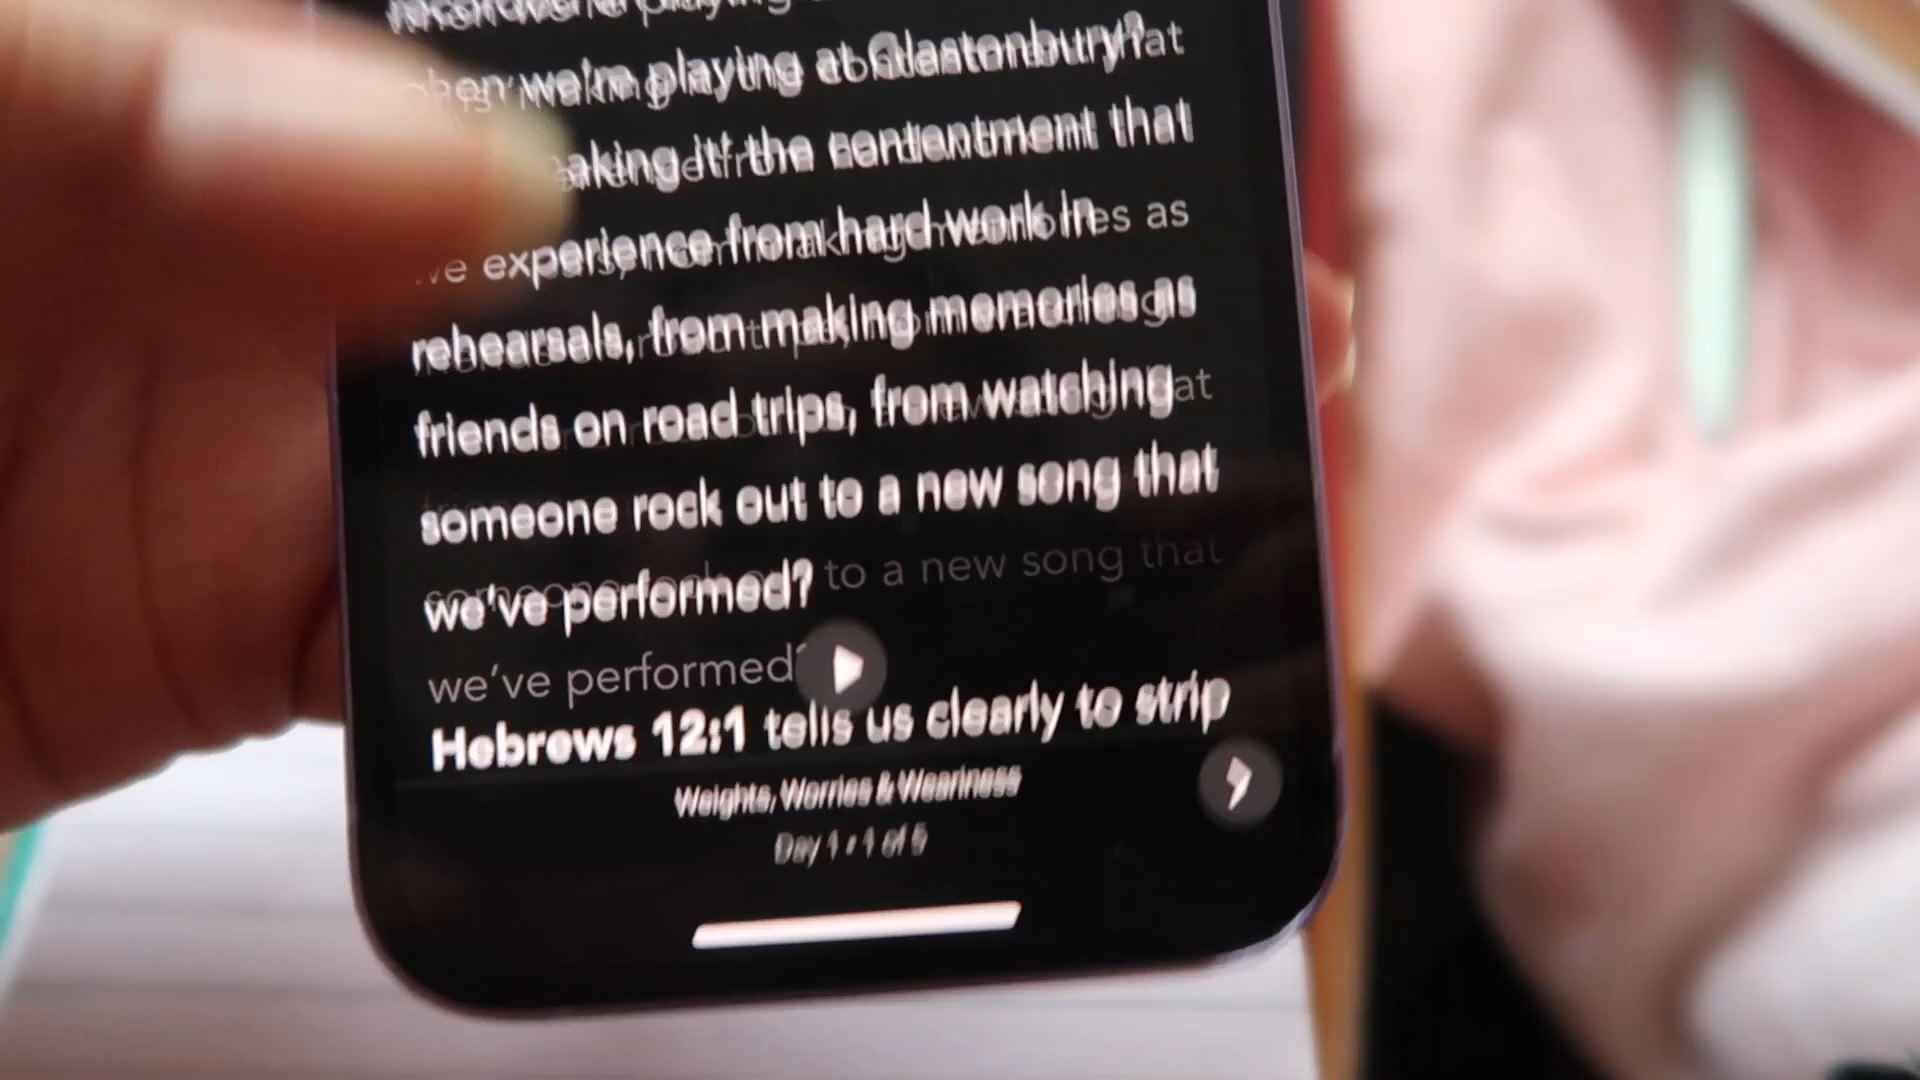 when we're playing at Glastonbury?
making it' the contentment that
we experience from hard work in
rehearsals, from making memories as
friends on road trips, from watching
someone rock out to a new song that
we've performed?
Hebrews 12:1 tells us clearly to strip
Weights, Worries & Weariness
Day 1 • 1 of 5